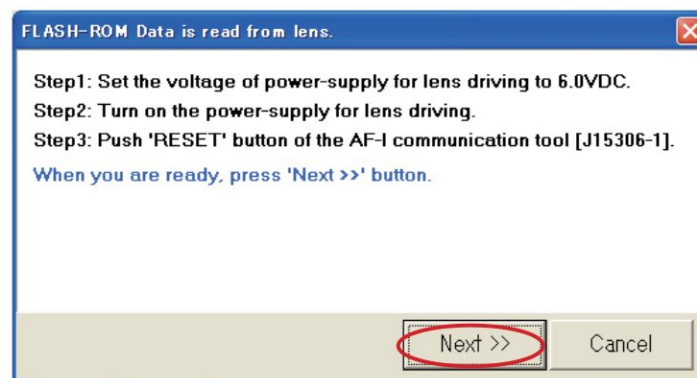 FLASH-ROM Data is read from lens.
Step1: Set the voltage of power-supply for lens driving to 6.0VDC.
Step2: Turn on the power-supply for lens driving.
Step3: Push 'RESET' button of the AF-I communication tool [J15306-1].
When you are ready, press 'Next >>' button.
Next >>
Cancel